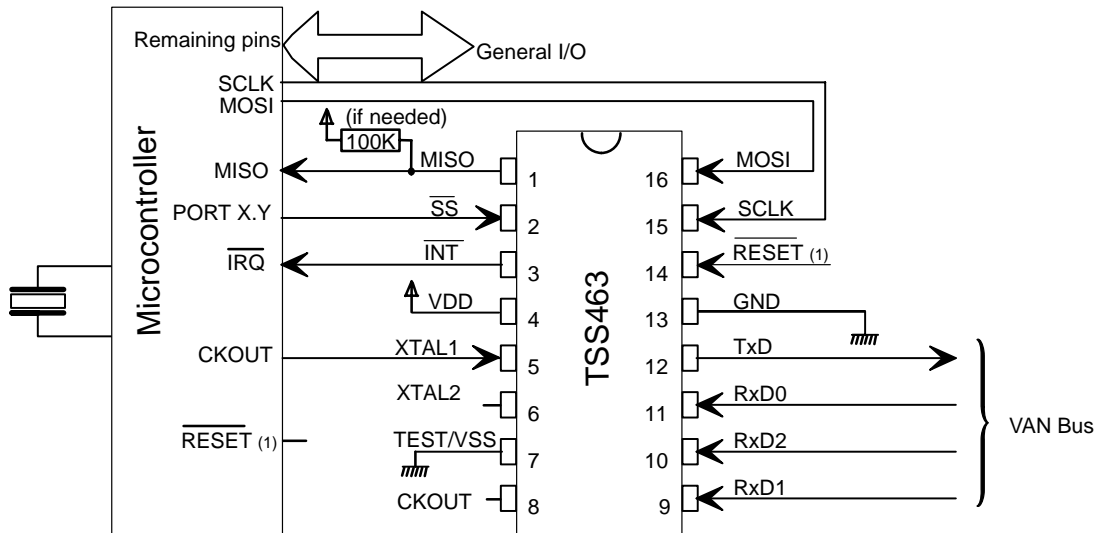 Remaining pins
General I/O
SCLK
MOSI
(if needed)
100K
MISO
MISO
1
16
MOSI
PORT X.Y
SS
2
15
SCLK
IRQ
INT
3
14
RESET (1)
VDD
4
13
GND
CKOUT
XTAL1
5
12
TxD
XTAL2
6
11
RxD0
RESET (1)
TEST/VSS
7
10
RxD2
CKOUT
8
9
RxD1
Microcontroller
TSS463
VAN Bus